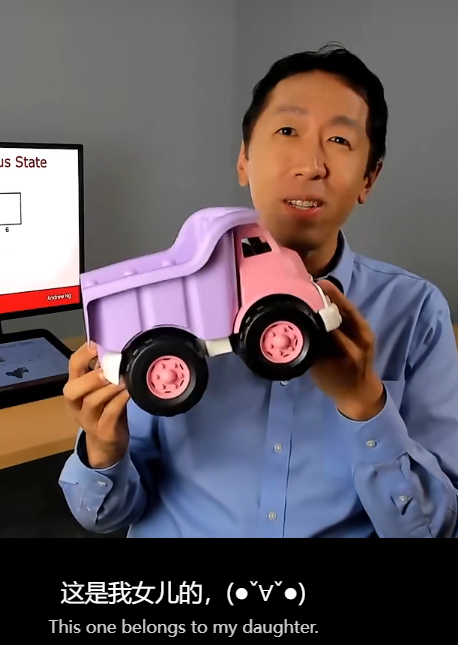 us State
6
Andrew Ng
这是我女儿的，(●ˇ∀ˇ●)
This one belongs to my daughter.